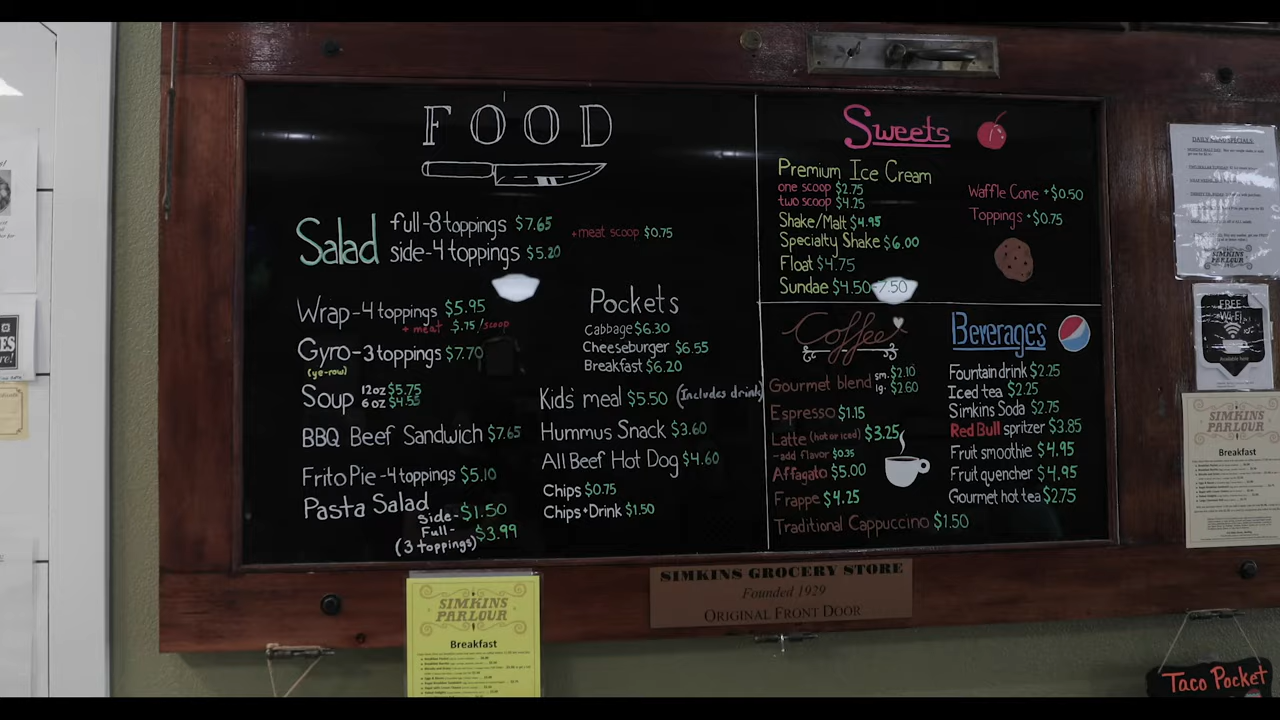 FOOD
Salad
full-8 toppings $7.65
side-4 toppings $5.20
+meat scoop $0.75
Wrap-4 toppings $5.95
+ meat $.75/scoop
Gyro-3 toppings $7.70
(ye-row)
Soup
12oz $5.75
6 oz $4.55
BBQ Beef Sandwich $7.65
Frito Pie-4 toppings $5.10
Pasta Salad
Side-$1.50
Full-$3.99
(3 toppings)
Pockets
Cabbage $6.30
Cheeseburger $6.55
Breakfast $6.20
Kid's meal $5.50 (Includes drink)
Hummus Snack $3.60
All Beef Hot Dog $4.60
Chips $0.75
Chips+Drink $1.50
Sweets
Premium Ice Cream
one scoop $2.75
two scoop $4.25
Shake/Malt $4.95
Specialty Shake $6.00
Float $4.75
Sundae $4.50-7.50
Waffle Cone +$0.50
Toppings +$0.75
Coffee
Gourmet blend
sm. $2.10
lg. $2.60
Espresso $1.15
Latte (hot or iced) $3.25
-add flavor $0.35
Affagato $5.00
Frappe $4.25
Traditional Cappuccino $1.50
Beverages
Fountain drink $2.25
Iced tea $2.25
Simkins Soda $2.75
Red Bull spritzer $3.85
Fruit smoothie $4.95
Fruit quencher $4.95
Gourmet hot tea $2.75
SIMKINS GROCERY STORE
Founded 1929
ORIGINAL FRONT DOOR
SIMKINS
PARLOUR
Breakfast
SIMKINS
PARLOUR
FREE
Wi-Fi
Available here
SIMKINS
PARLOUR
Breakfast
Taco Pocket